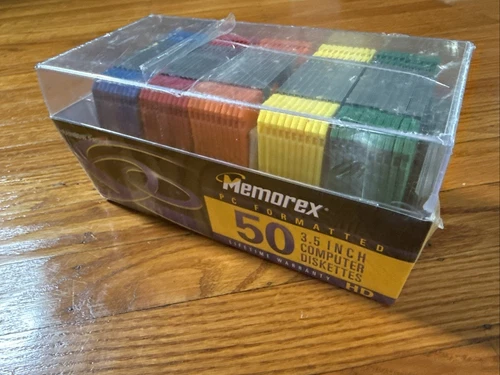 Memorex®
PC FORMATTED
50
3.5 INCH
COMPUTER
DISKETTES
LIFETIME WARRANTY
HD